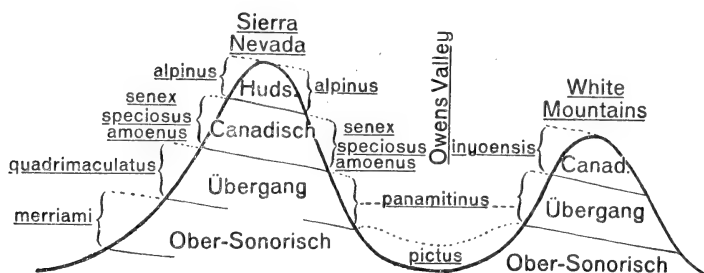 Sierra
Nevada
alpinus
Huds.
alpinus
senex
speciosus
amoenus
Canadisch
senex
speciosus
amoenus
quadrimaculatus
Übergang
merriami
Ober-Sonorisch
Owens Valley
panamitinus
pictus
White
Mountains
inyoensis
Canad.
Übergang
Ober-Sonorisch